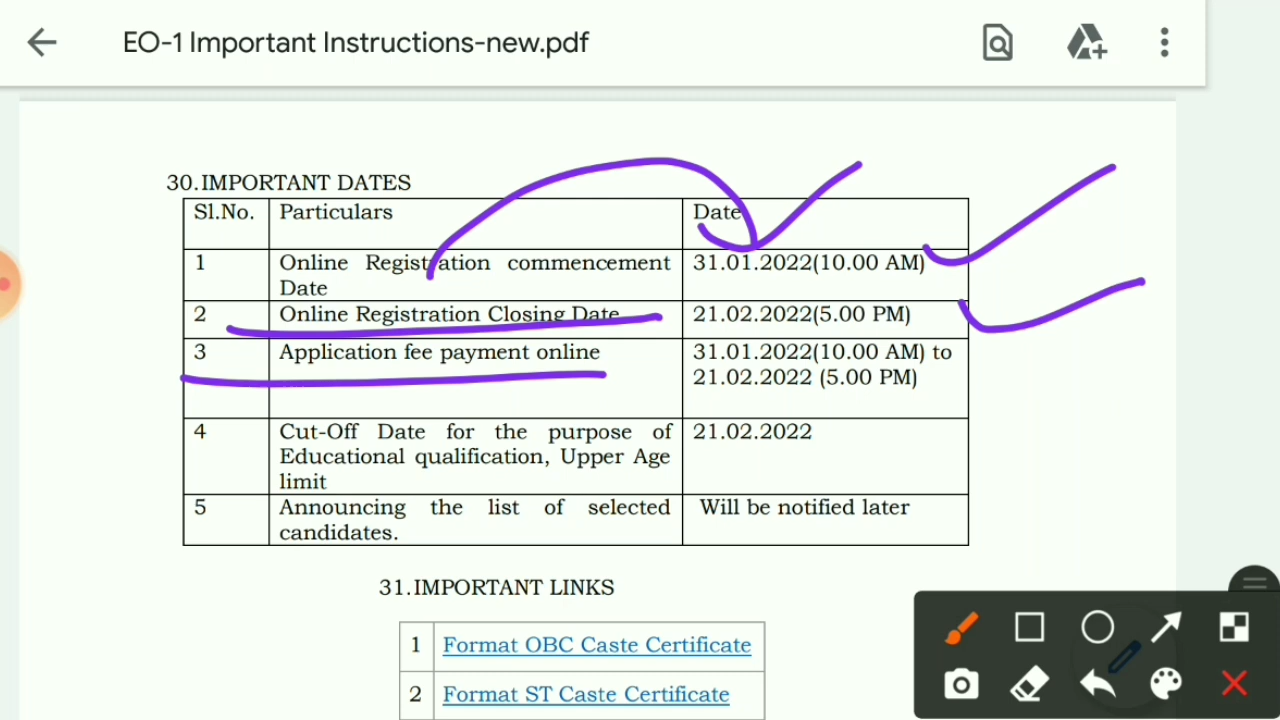 EO-1 Important Instructions-new.pdf
30.IMPORTANT DATES
Sl.No. Particulars Date
1 Online Registration commencement 31.01.2022(10.00 AM)
Date
2 Online Registration Closing Date 21.02.2022(5.00 PM)
3 Application fee payment online 31.01.2022(10.00 AM) to
21.02.2022 (5.00 PM)
4 Cut-Off Date for the purpose of 21.02.2022
Educational qualification, Upper Age
limit
5 Announcing the list of selected Will be notified later
candidates.
31.IMPORTANT LINKS
1 Format OBC Caste Certificate
2 Format ST Caste Certificate